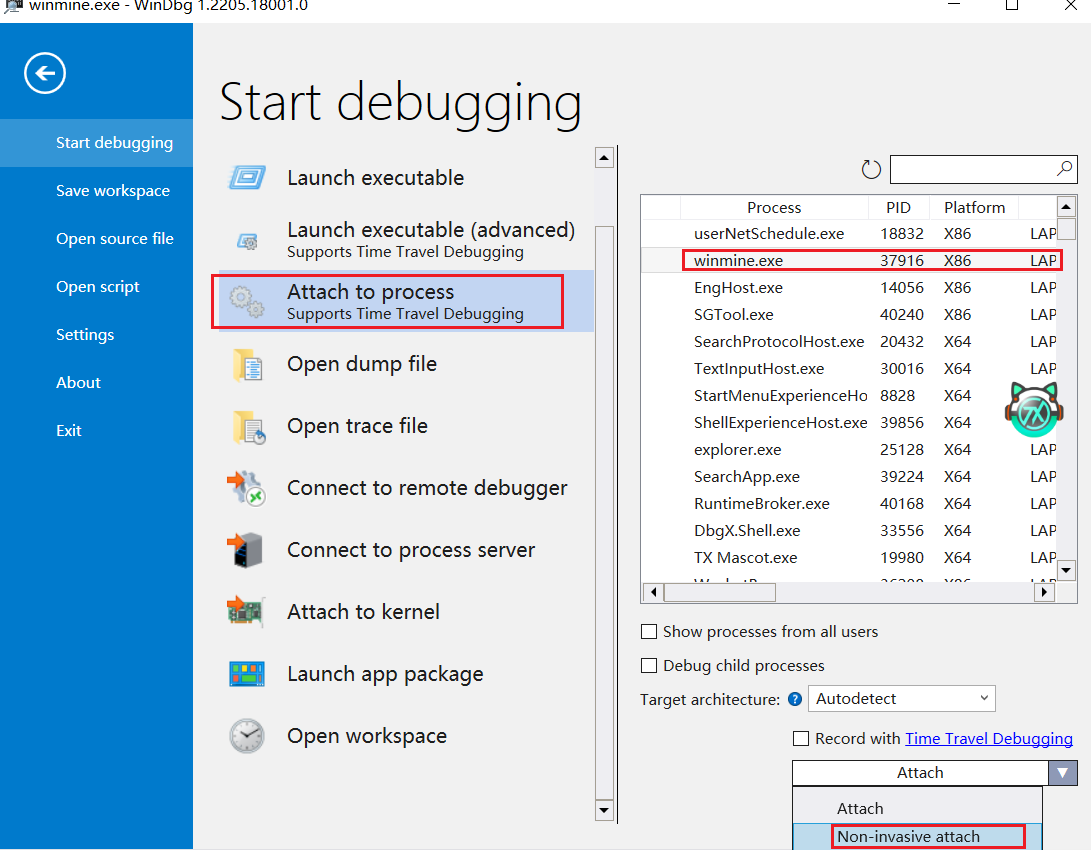 winmine.exe - WinDbg 1.2205.18001.0
Start debugging
Save workspace
Open source file
Open script
Settings
About
Exit
Start debugging
Launch executable
Launch executable (advanced)
Supports Time Travel Debugging
Attach to process
Supports Time Travel Debugging
Open dump file
Open trace file
Connect to remote debugger
Connect to process server
Attach to kernel
Launch app package
Open workspace
Process PID Platform
userNetSchedule.exe 18832 X86 LAP
winmine.exe 37916 X86 LAP
EngHost.exe 14056 X86 LAP
SGTool.exe 40240 X86 LAP
SearchProtocolHost.exe 20432 X64 LAP
TextInputHost.exe 30016 X64 LAP
StartMenuExperienceHo 8828 X64
ShellExperienceHost.exe 39856 X64
explorer.exe 25128 X64 LAP
SearchApp.exe 39224 X64 LAP
RuntimeBroker.exe 40168 X64 LAP
DbgX.Shell.exe 33556 X64 LAP
TX Mascot.exe 19980 X64 LAP
Show processes from all users
Debug child processes
Target architecture: ? Autodetect
Record with Time Travel Debugging
Attach
Attach
Non-invasive attach